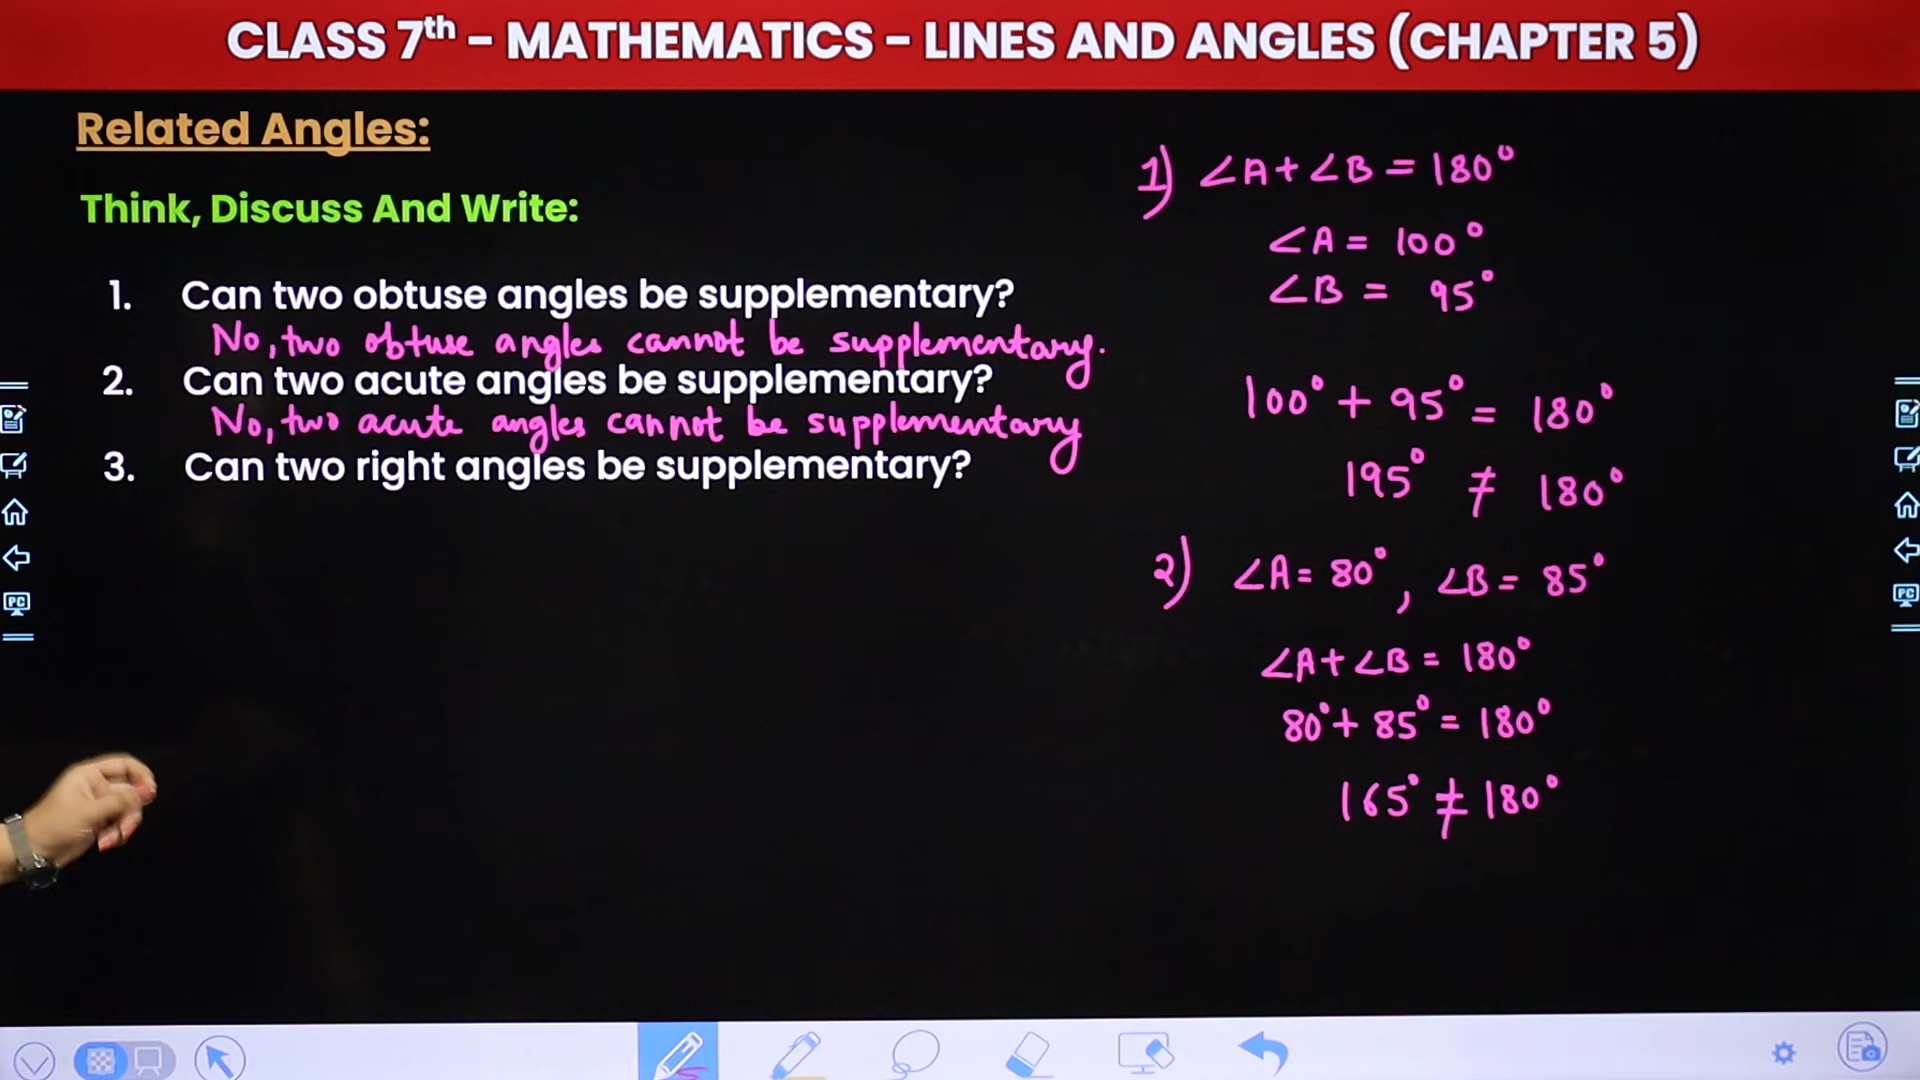 CLASS 7th - MATHEMATICS - LINES AND ANGLES (CHAPTER 5)
Related Angles:
Think, Discuss And Write:
1. Can two obtuse angles be supplementary?
No, two obtuse angles cannot be supplementary.
2. Can two acute angles be supplementary?
No, two acute angles cannot be supplementary
3. Can two right angles be supplementary?
1) ∠A + ∠B = 180°
∠A = 100°
∠B = 95°
100° + 95° = 180°
195° ≠ 180°
2) ∠A = 80°, ∠B = 85°
∠A + ∠B = 180°
80° + 85° = 180°
165° ≠ 180°
PC
PC